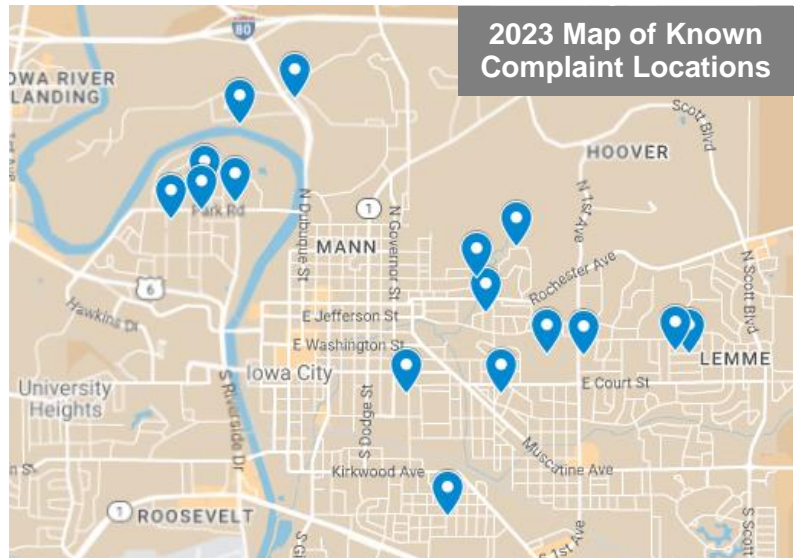 2023 Map of Known
Complaint Locations
80
OWA RIVER
LANDING
Scott Blvd
HOOVER
Park Rd
N Dubuque St
1
N Governor St
N 1st Ave
MANN
Rochester Ave
N Scott Blvd
6
Hawkins Dr
E Jefferson St
E Washington St
LEMME
Iowa City
E Court St
University
Heights
S Riverside Dr
S Dodge St
Muscatine Ave
Kirkwood Ave
1
ROOSEVELT
S 1st
S Scott